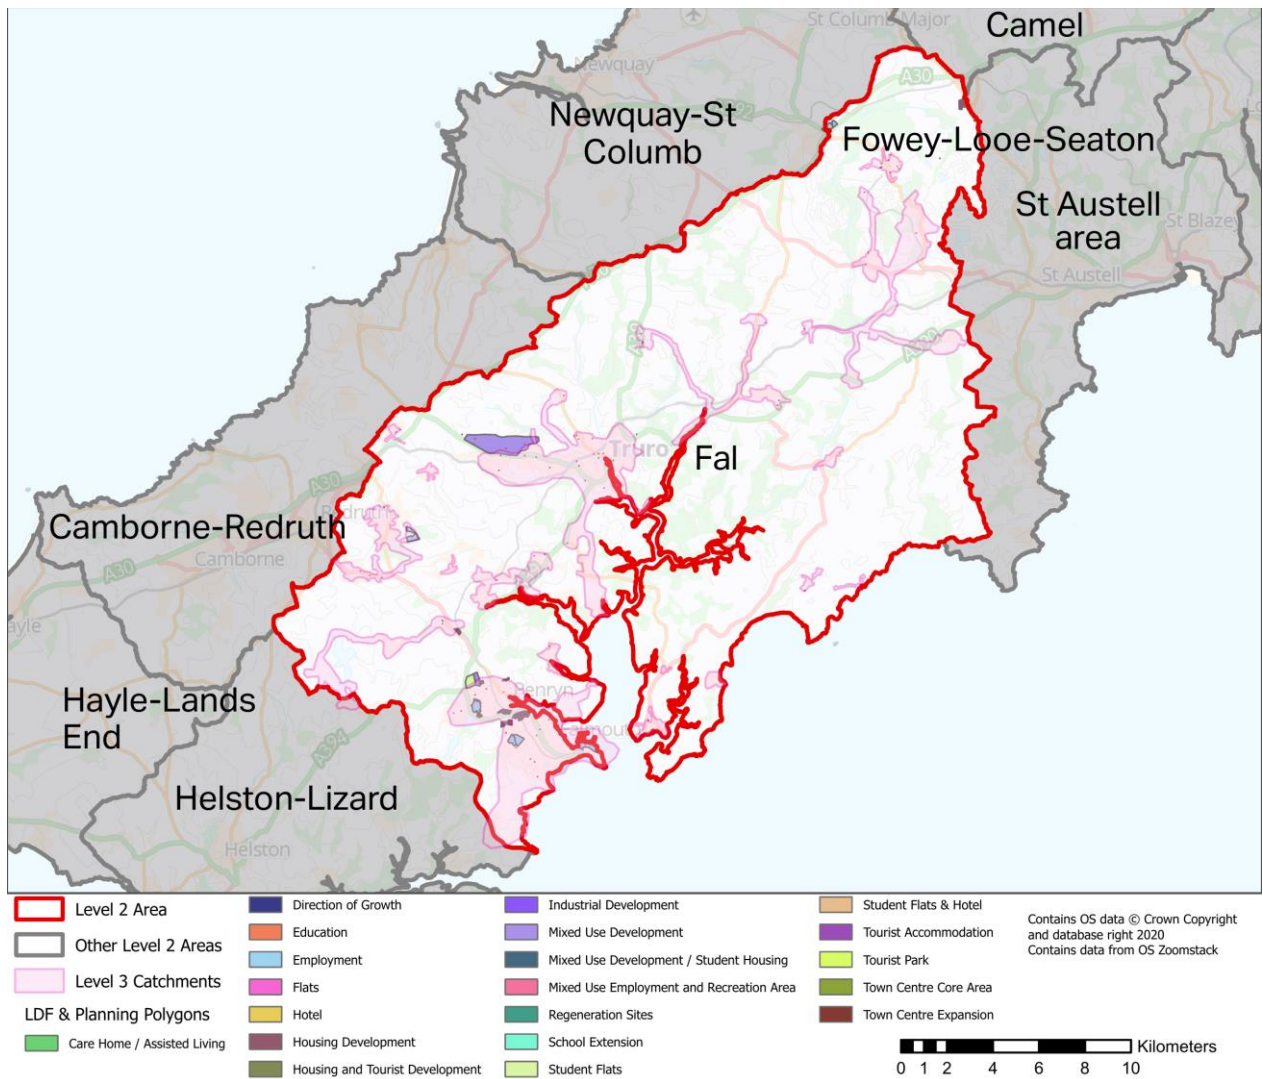 St Columb Major
Camel
Newquay
A30
Newquay-St
Columb
Fowey-Looe-Seaton
St Austell
area
St Blazey
St Austell
A30
Truro
Fal
A30
Redruth
Camborne-Redruth
Camborne
A30
ayle
Hayle-Lands
End
Penryn
Falmouth
A394
Helston-Lizard
Helston
Level 2 Area
Other Level 2 Areas
Level 3 Catchments
LDF & Planning Polygons
Care Home / Assisted Living
Direction of Growth
Education
Employment
Flats
Hotel
Housing Development
Housing and Tourist Development
Industrial Development
Mixed Use Development
Mixed Use Development / Student Housing
Mixed Use Employment and Recreation Area
Regeneration Sites
School Extension
Student Flats
Student Flats & Hotel
Tourist Accommodation
Tourist Park
Town Centre Core Area
Town Centre Expansion
Contains OS data © Crown Copyright
and database right 2020
Contains data from OS Zoomstack
Kilometers
0 1 2 4 6 8 10